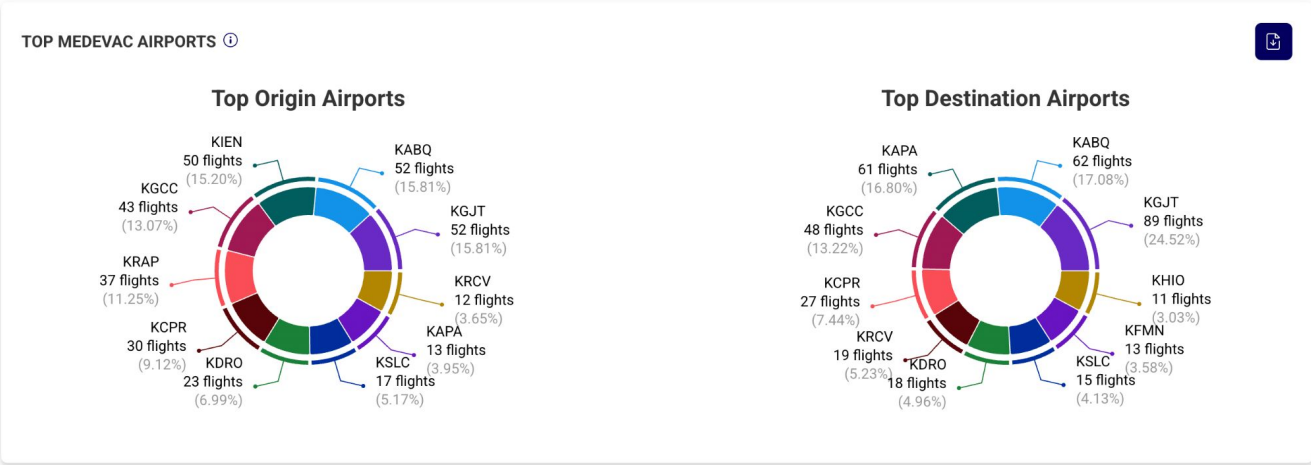 TOP MEDEVAC AIRPORTS
Top Origin Airports
KIEN
50 flights
(15.20%)
KABQ
52 flights
(15.81%)
KGJT
52 flights
(15.81%)
KRCV
12 flights
(3.65%)
KAPA
13 flights
(3.95%)
KSLC
17 flights
(5.17%)
KDRO
23 flights
(6.99%)
KCPR
30 flights
(9.12%)
KRAP
37 flights
(11.25%)
KGCC
43 flights
(13.07%)
Top Destination Airports
KAPA
61 flights
(16.80%)
KABQ
62 flights
(17.08%)
KGJT
89 flights
(24.52%)
KHIO
11 flights
(3.03%)
KFMN
13 flights
(3.58%)
KSLC
15 flights
(4.13%)
KDRO
18 flights
(4.96%)
KRCV
19 flights
(5.23%)
KCPR
27 flights
(7.44%)
KGCC
48 flights
(13.22%)